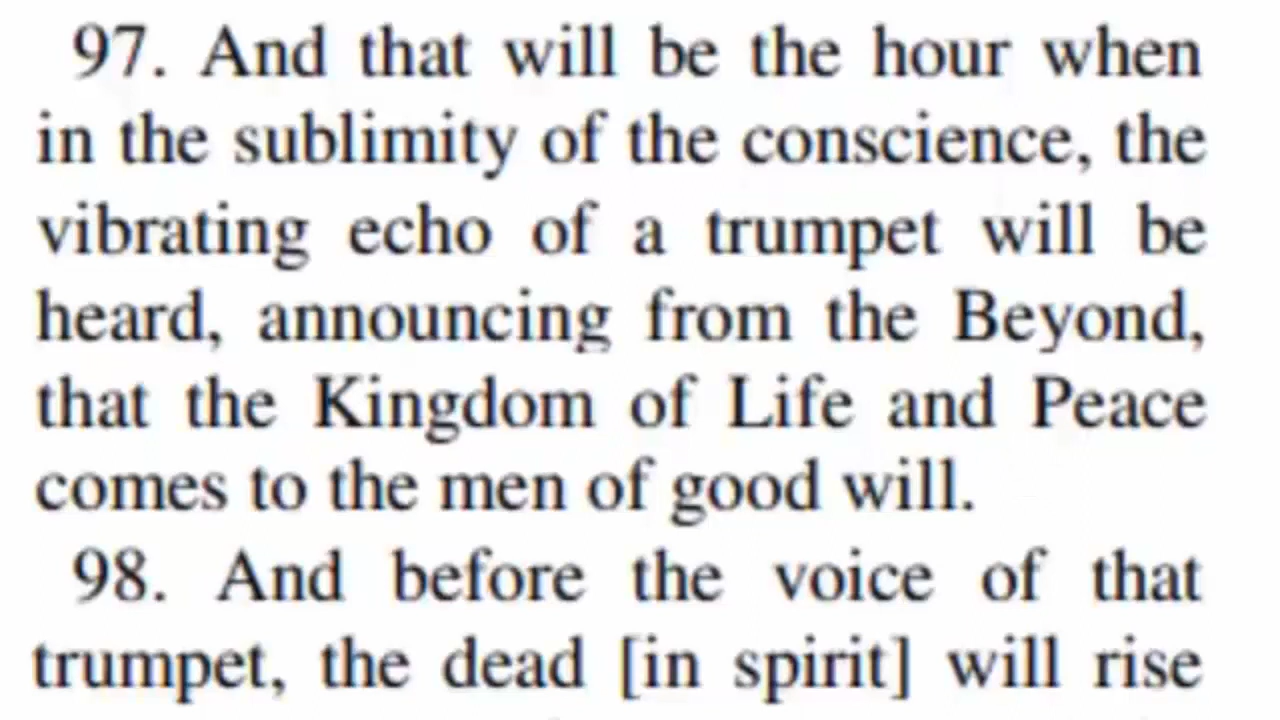 97. And that will be the hour when
in the sublimity of the conscience, the
vibrating echo of a trumpet will be
heard, announcing from the Beyond,
that the Kingdom of Life and Peace
comes to the men of good will.
98. And before the voice of that
trumpet, the dead [in spirit] will rise